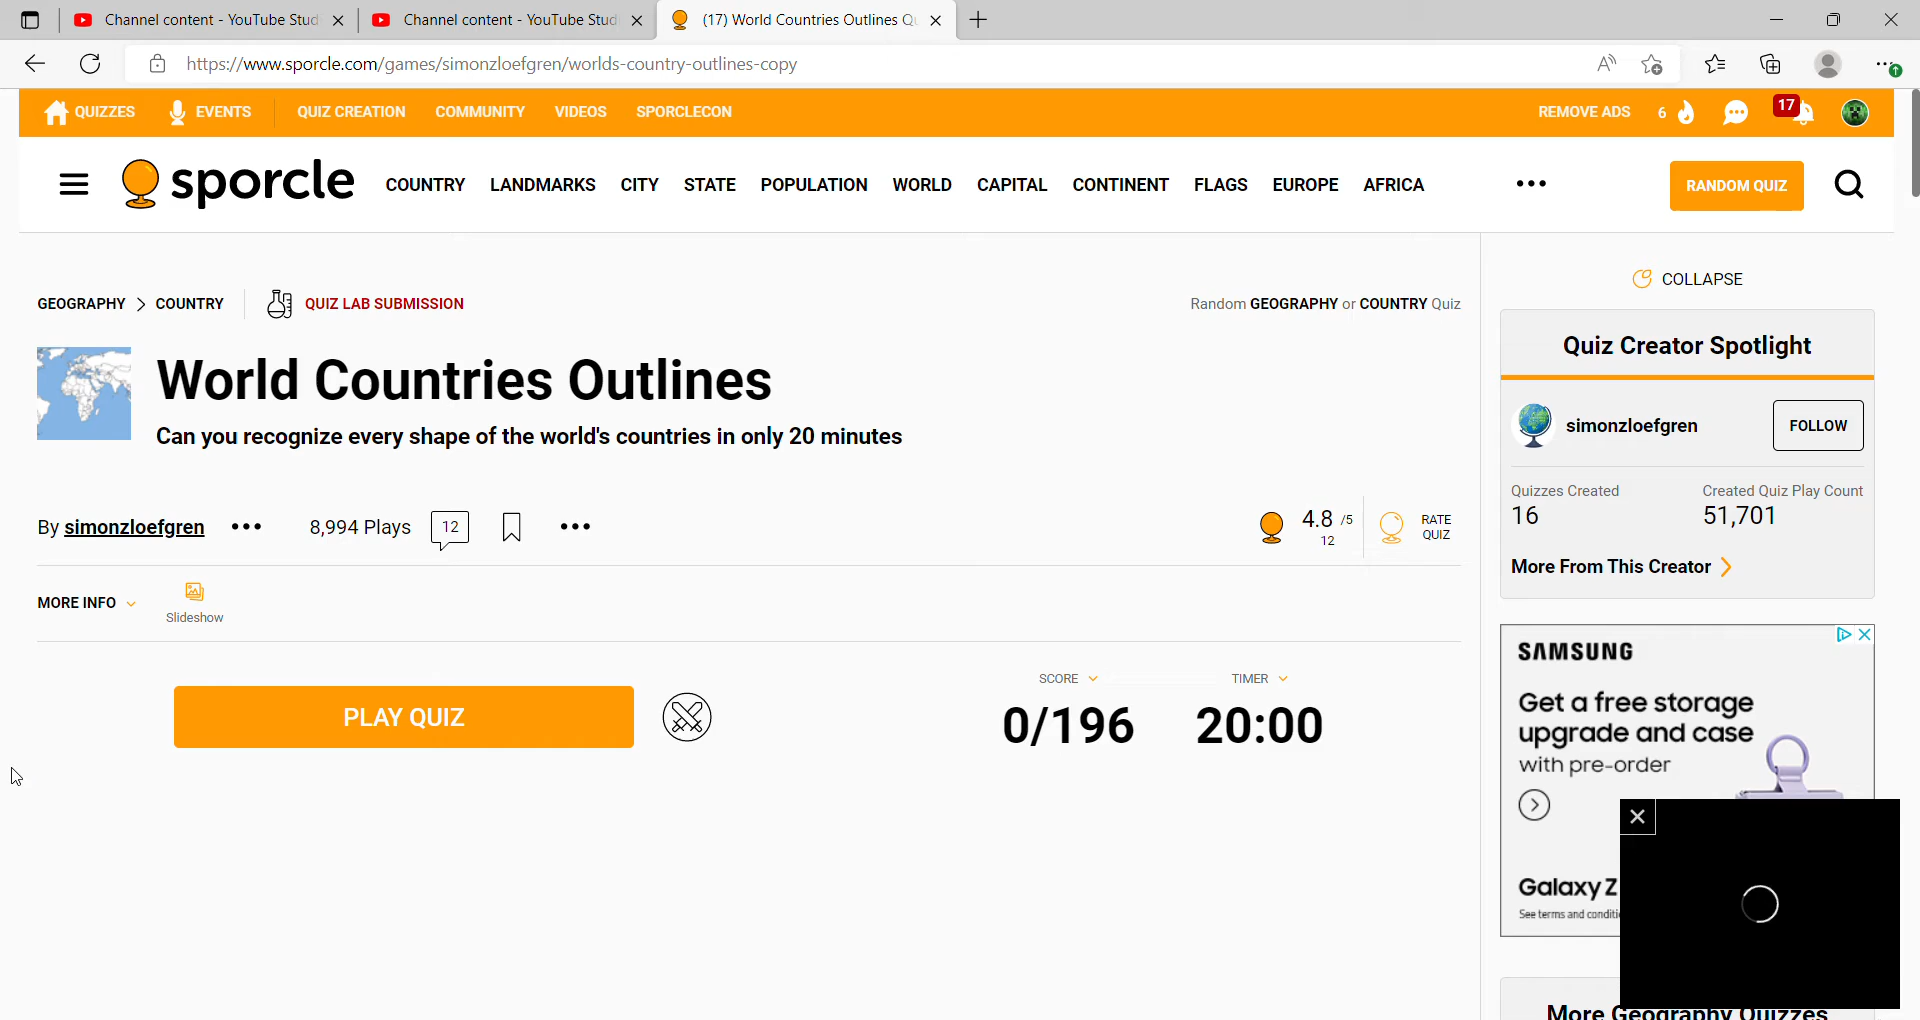 Channel content - YouTube Stud
Channel content - YouTube Stud
(17) World Countries Outlines Qu
https://www.sporcle.com/games/simonzloefgren/worlds-country-outlines-copy
QUIZZES EVENTS QUIZ CREATION COMMUNITY VIDEOS SPORCLECON REMOVE ADS 6 17
sporcle COUNTRY LANDMARKS CITY STATE POPULATION WORLD CAPITAL CONTINENT FLAGS EUROPE AFRICA RANDOM QUIZ
COLLAPSE
GEOGRAPHY > COUNTRY QUIZ LAB SUBMISSION Random GEOGRAPHY or COUNTRY Quiz
World Countries Outlines
Can you recognize every shape of the world's countries in only 20 minutes
By simonzloefgren 8,994 Plays 12 4.8 /5 12 RATE QUIZ
MORE INFO Slideshow
PLAY QUIZ
SCORE TIMER
0/196 20:00
Quiz Creator Spotlight
simonzloefgren FOLLOW
Quizzes Created Created Quiz Play Count
16 51,701
More From This Creator
SAMSUNG
Get a free storage
upgrade and case
with pre-order
Galaxy Z
See terms and conditi
More Geography Quizzes